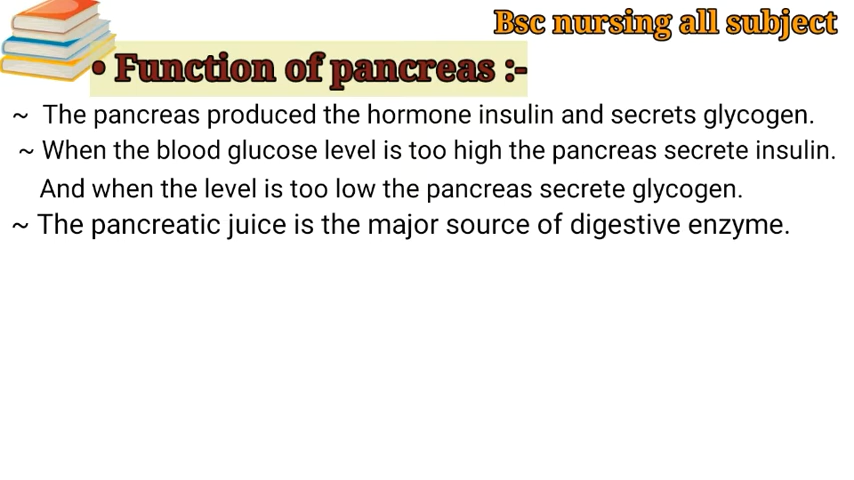 Bsc nursing all subject
• Function of pancreas :-
~ The pancreas produced the hormone insulin and secrets glycogen.
~ When the blood glucose level is too high the pancreas secrete insulin.
And when the level is too low the pancreas secrete glycogen.
~ The pancreatic juice is the major source of digestive enzyme.